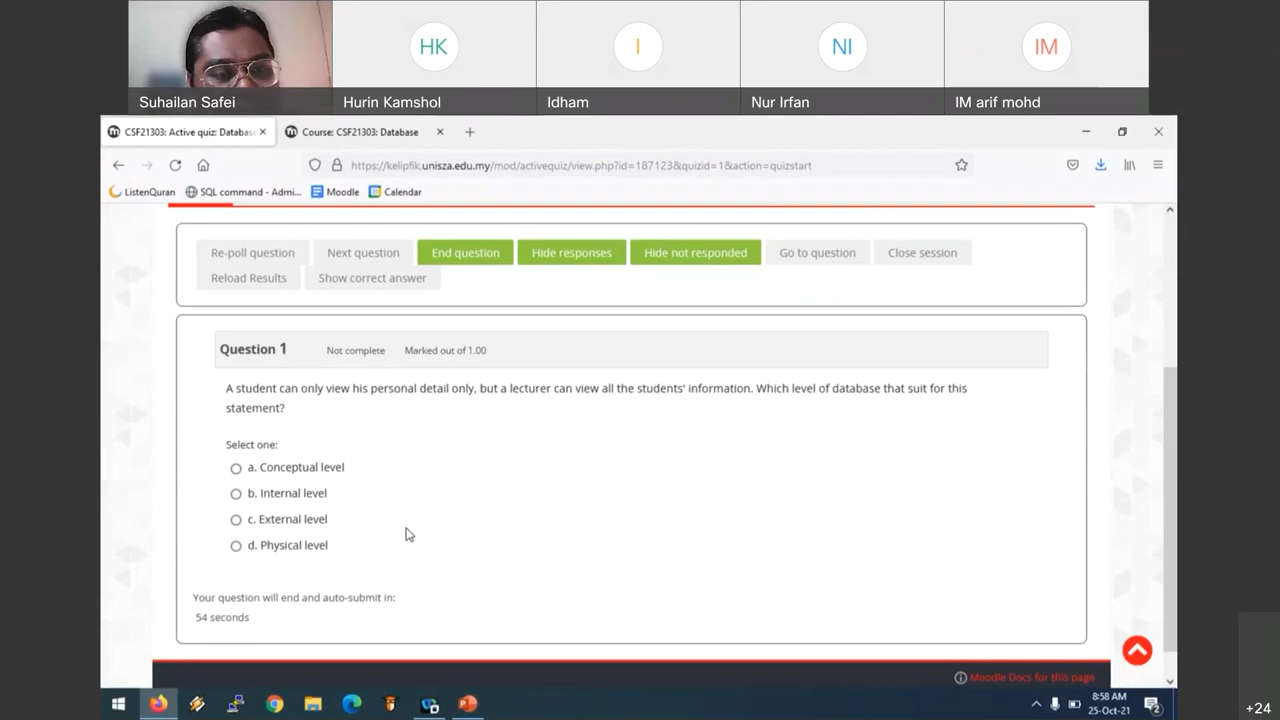 HK
I
NI
IM
Suhailan Safei
Hurin Kamshol
Idham
Nur Irfan
IM arif mohd
CSF21303: Active quiz: Databas
Course: CSF21303: Database
https://kelipfik.unisza.edu.my/mod/activequiz/view.php?id=187123&quizid=1&action=quizstart
ListenQuran
SQL command - Admi...
Moodle
Calendar
Re-poll question
Next question
End question
Hide responses
Hide not responded
Go to question
Close session
Reload Results
Show correct answer
Question 1
Not complete
Marked out of 1.00
A student can only view his personal detail only, but a lecturer can view all the students' information. Which level of database that suit for this
statement?
Select one:
a. Conceptual level
b. Internal level
c. External level
d. Physical level
Your question will end and auto-submit in:
54 seconds
Moodle Docs for this page
8:58 AM
25-Oct-21
2
+24